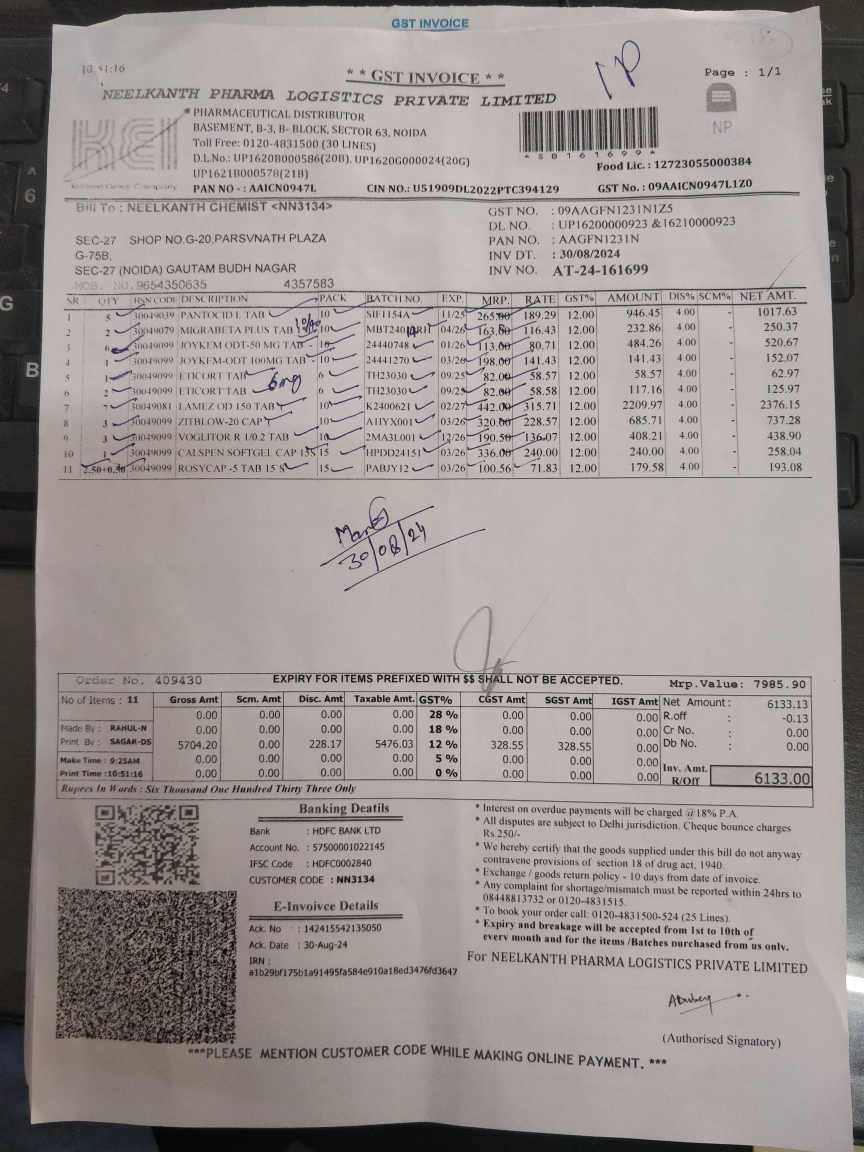 GST INVOICE
10:51:16
* * GST INVOICE * *
Page : 1/1
NEELKANTH PHARMA LOGISTICS PRIVATE LIMITED
PHARMACEUTICAL DISTRIBUTOR
BASEMENT, B-3, B- BLOCK, SECTOR 63, NOIDA
Toll Free: 0120-4831500 (30 LINES)
D.L.No.: UP1620B000586(20B), UP1620G000024(20G)
UP1621B000578(21B)
PAN NO - : AAICN0947L
CIN NO.: U51909DL2022PTC394129
NP
* S B 1 6 1 6 9 9 *
Food Lic. : 12723055000384
GST No. : 09AAICN0947L1Z0
Bill To : NEELKANTH CHEMIST <NN3134>
SEC-27 SHOP NO.G-20,PARSVNATH PLAZA
G-75B,
SEC-27 (NOIDA) GAUTAM BUDH NAGAR
MOB. NO.9654350635 4357583
GST NO. : 09AAGFN1231N1Z5
DL NO. : UP16200000923 &16210000923
PAN NO. : AAGFN1231N
INV DT. : 30/08/2024
INV NO. AT-24-161699
SR QTY HSN CODE DESCRIPTION PACK BATCH NO. EXP. MRP. RATE GST% AMOUNT DIS% SCM% NET AMT.
1 5 30049039 PANTOCID L TAB 10 SIF1154A 11/25 265.00 189.29 12.00 946.45 4.00 - 1017.63
2 2 30049079 MIGRABETA PLUS TAB 10 04/26 116.43 12.00 232.86 4.00 - 250.37
3 6 30049099 JOYKEM ODT-50 MG TAB 10 24440748 01/26 113.00 80.71 12.00 484.26 4.00 - 520.67
4 1 30049099 JOYKEM-ODT 100MG TAB 10 24441270 03/26 198.00 141.43 12.00 141.43 4.00 - 152.07
5 1 30049099 ETICORT TAB 6 TH23030 09/25 82.00 58.57 12.00 58.57 4.00 - 62.97
6mg
6 2 30049099 ETICORT TAB 6 TH23030 09/25 82.00 58.58 12.00 117.16 4.00 - 125.97
7 7 30049081 LAMEZ OD 150 TAB 10 K2400621 02/27 442.00 315.71 12.00 2209.97 4.00 - 2376.15
8 3 30049099 ZITBLOW-20 CAP 10 A1IYX001 03/26 320.00 228.57 12.00 685.71 4.00 - 737.28
9 3 30049099 VOGLITOR R 1/0.2 TAB 10 2MA3L001 12/26 190.50 136.07 12.00 408.21 4.00 - 438.90
10 1 30049099 CALSPEN SOFTGEL CAP 15S 15 HPDD24151 03/26 336.00 240.00 12.00 240.00 4.00 - 258.04
11 2.50+0.50 30049099 ROSYCAP -5 TAB 15'S 15 PABJY12 03/26 100.56 71.83 12.00 179.58 4.00 - 193.08
30/08/24
Order No. 409430
EXPIRY FOR ITEMS PREFIXED WITH $$ SHALL NOT BE ACCEPTED.
Mrp.Value: 7985.90
No of Items : 11
Made By : RAHUL-N
Print By : SAGAR-DS
Make Time : 9:25AM
Print Time :10:51:16
Gross Amt Scm. Amt Disc. Amt Taxable Amt. GST% CGST Amt SGST Amt IGST Amt
0.00 0.00 0.00 0.00 28 % 0.00 0.00 0.00
0.00 0.00 0.00 0.00 18 % 0.00 0.00 0.00
5704.20 0.00 228.17 5476.03 12 % 328.55 328.55 0.00
0.00 0.00 0.00 0.00 5 % 0.00 0.00 0.00
0.00 0.00 0.00 0.00 0 % 0.00 0.00 0.00
Net Amount: 6133.13
R.off : -0.13
Cr No. : 0.00
Db No. : 0.00
Inv. Amt.
R/Off 6133.00
Rupees In Words : Six Thousand One Hundred Thirty Three Only
Banking Deatils
Bank : HDFC BANK LTD
Account No. : 57500001022145
IFSC Code : HDFC0002840
CUSTOMER CODE : NN3134
E-Invoivce Details
Ack. No : 142415542135050
Ack. Date : 30-Aug-24
IRN :
a1b29bf175b1a91495fa584e910a18ed3476fd3647
* Interest on overdue payments will be charged @18% P.A.
* All disputes are subject to Delhi jurisdiction. Cheque bounce charges
Rs.250/-
* We hereby certify that the goods supplied under this bill do not anyway
contravene provisions of section 18 of drug act, 1940.
* Exchange / goods return policy - 10 days from date of invoice.
* Any complaint for shortage/mismatch must be reported within 24hrs to
08448813732 or 0120-4831515.
* To book your order call: 0120-4831500-524 (25 Lines).
* Expiry and breakage will be accepted from 1st to 10th of
every month and for the items/Batches purchased from us only.
For NEELKANTH PHARMA LOGISTICS PRIVATE LIMITED
(Authorised Signatory)
***PLEASE MENTION CUSTOMER CODE WHILE MAKING ONLINE PAYMENT. ***